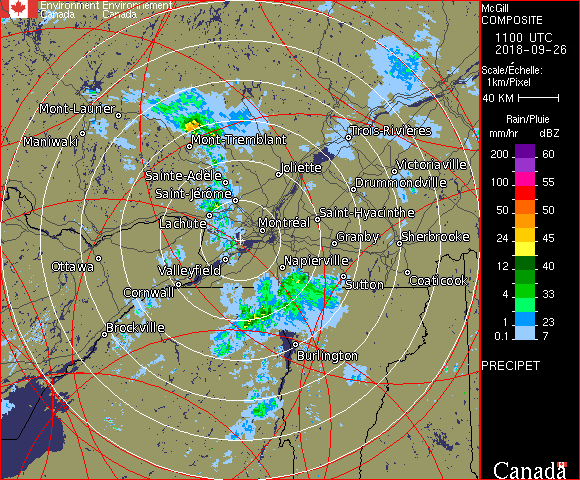 Environment Environnement
Canada Canada
McGill
COMPOSITE
1100 UTC
2018-09-26
Scale/Échelle:
1km/Pixel
40 KM
Rain/Pluie
mm/hr dBZ
200 60
100 55
50 50
24 45
12 40
4 33
1 23
0.1 7
PRECIPET
Canada
Mont-Laurier
Maniwaki
Mont-Tremblant
Trois-Rivières
Sainte-Adèle
Joliette
Victoriaville
Saint-Jérôme
Drummondville
Lachute
Montréal
Saint-Hyacinthe
Granby
Sherbrooke
Ottawa
Valleyfield
Napierville
Cornwall
Sutton
Coaticook
Brockville
Burlington